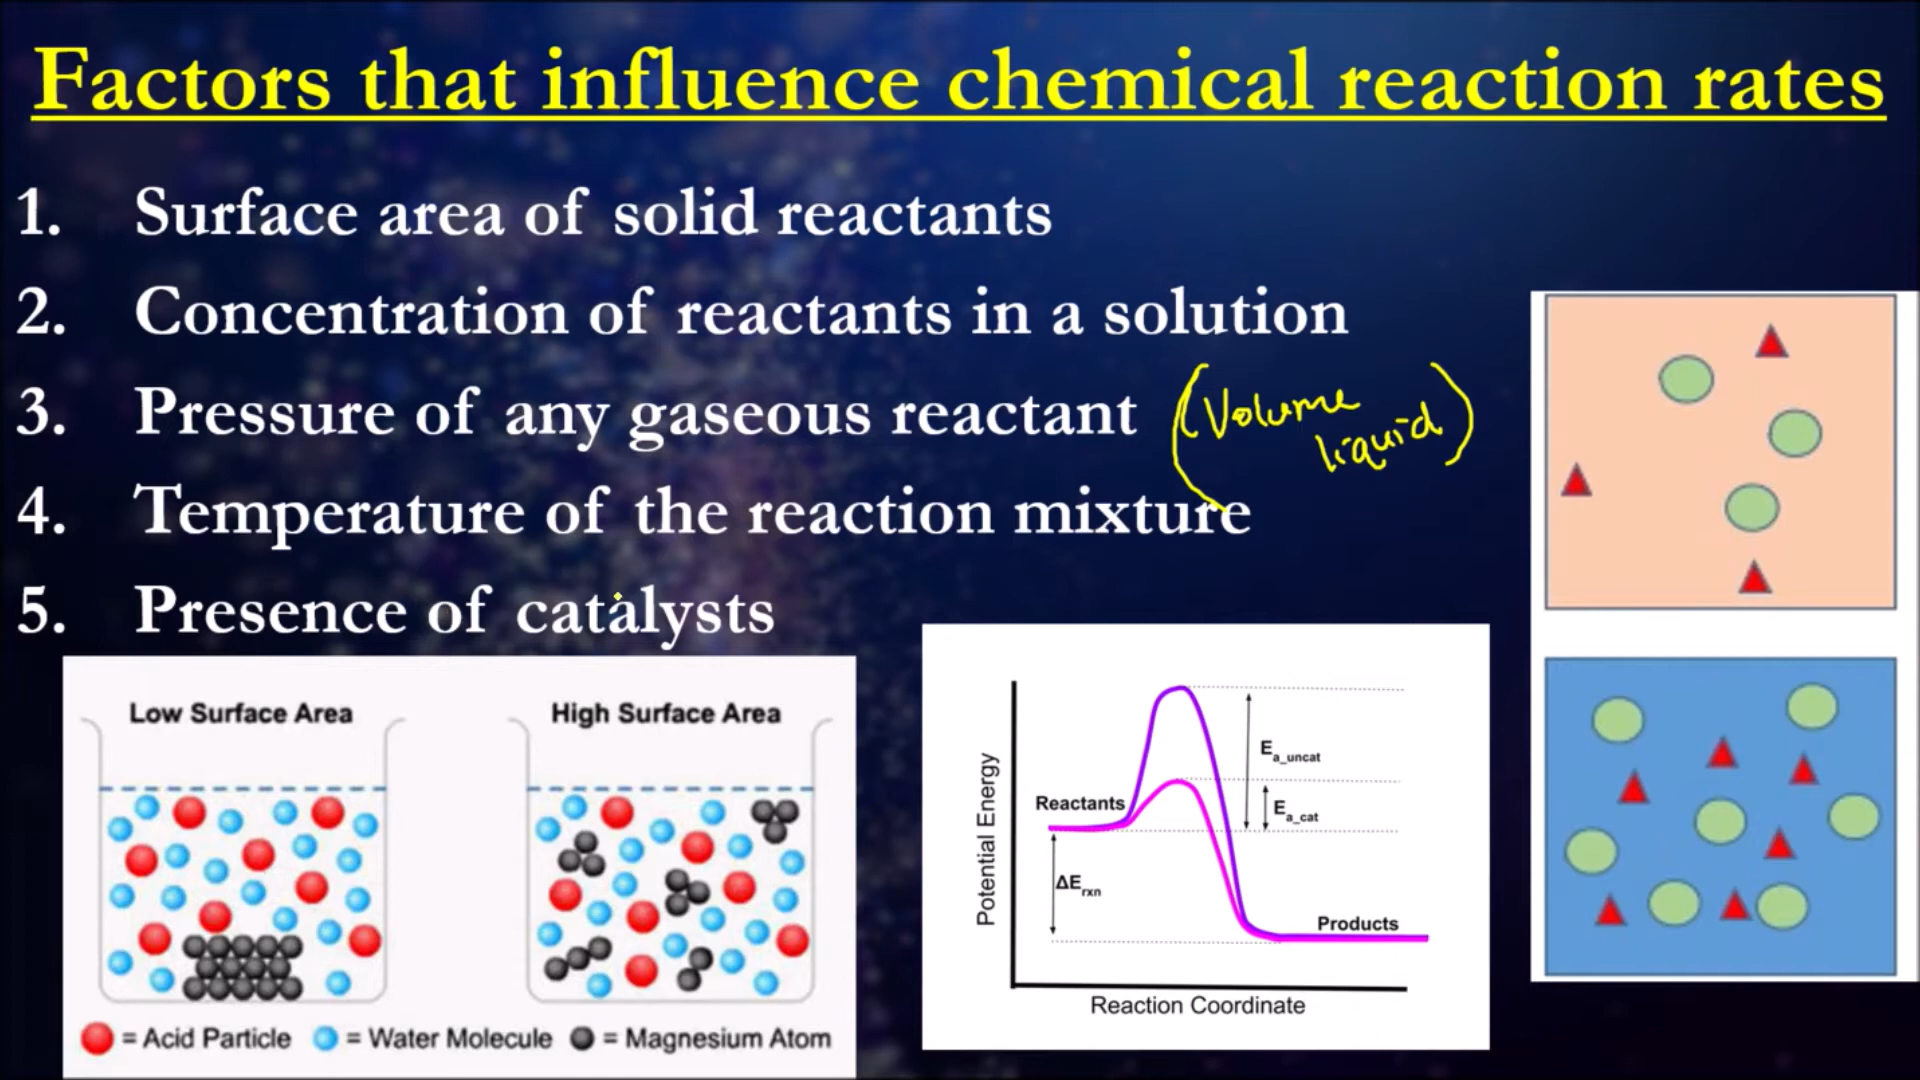 Factors that influence chemical reaction rates
1. Surface area of solid reactants
2. Concentration of reactants in a solution
3. Pressure of any gaseous reactant (Volume
liquid)
4. Temperature of the reaction mixture
5. Presence of catalysts
Low Surface Area
High Surface Area
= Acid Particle = Water Molecule = Magnesium Atom
Potential Energy
Reactants
Ea_uncat
Ea_cat
ΔErxn
Products
Reaction Coordinate